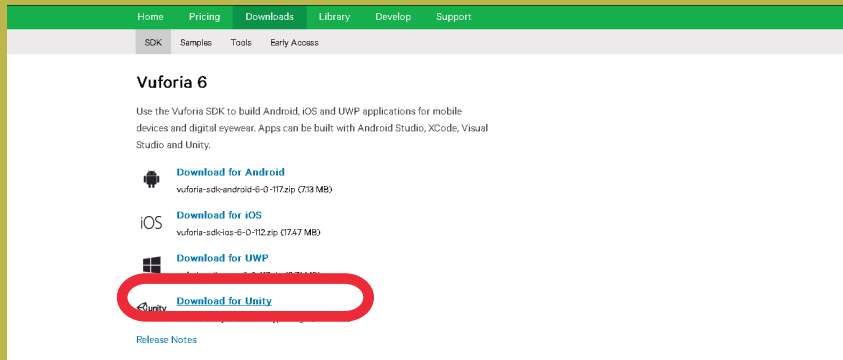 Home Pricing Downloads Library Develop Support
SDK Samples Tools Early Access
Vuforia 6
Use the Vuforia SDK to build Android, iOS and UWP applications for mobile
devices and digital eyewear. Apps can be built with Android Studio, XCode, Visual
Studio and Unity.
Download for Android
vuforia-sdk-android-6-0-117.zip (7.13 MB)
iOS
Download for iOS
vuforia-sdk-ios-6-0-112.zip (17.47 MB)
Download for UWP
unity
Download for Unity
Release Notes